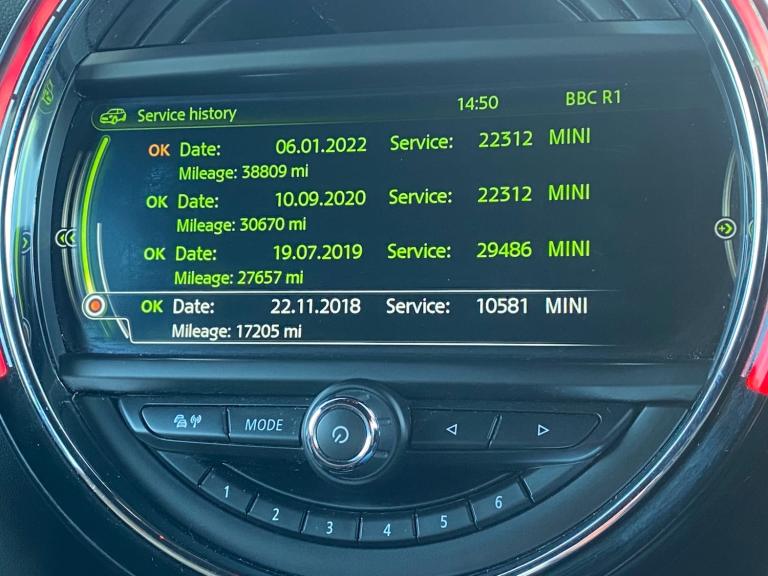 Service history 14:50 BBC R1
OK Date: 06.01.2022 Service: 22312 MINI
Mileage: 38809 mi
OK Date: 10.09.2020 Service: 22312 MINI
Mileage: 30670 mi
OK Date: 19.07.2019 Service: 29486 MINI
Mileage: 27657 mi
OK Date: 22.11.2018 Service: 10581 MINI
Mileage: 17205 mi
MODE
1 2 3 4 5 6